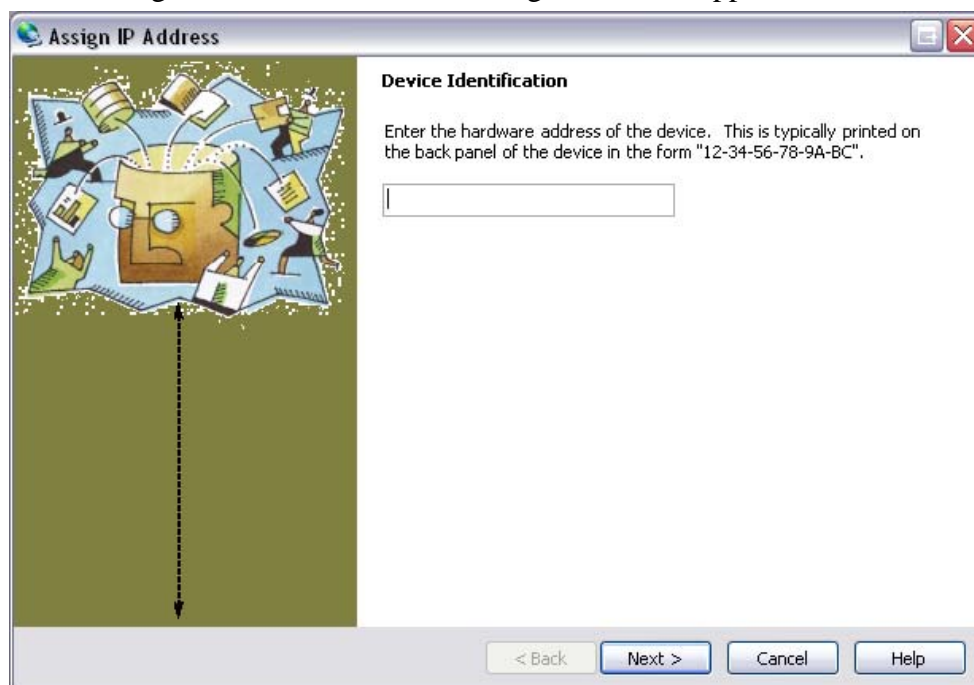 Assign IP Address
Device Identification
Enter the hardware address of the device. This is typically printed on
the back panel of the device in the form "12-34-56-78-9A-BC".
< Back Next > Cancel Help